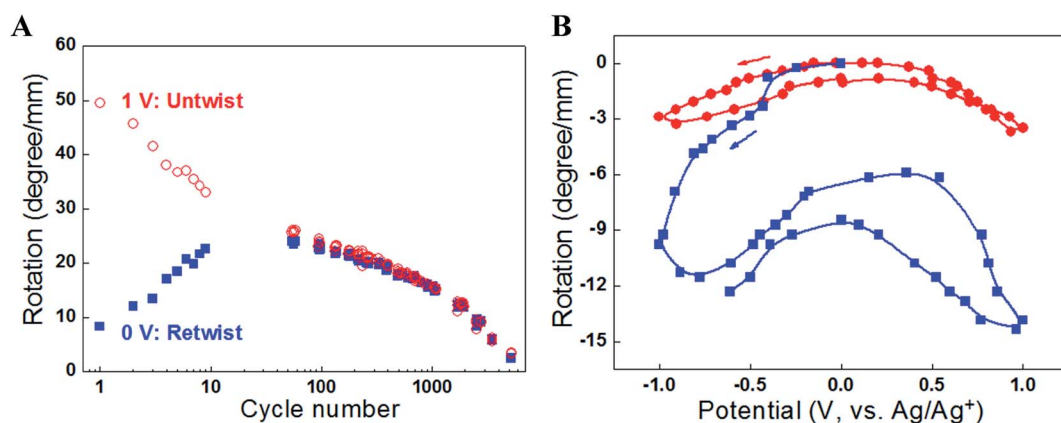 A
Rotation (degree/mm)
60
50
40
30
20
10
0
1 V: Untwist
0 V: Retwist
1
10
100
1000
Cycle number
B
Rotation (degree/mm)
0
-3
-6
-9
-12
-15
-1.0
-0.5
0.0
0.5
1.0
Potential (V, vs. Ag/Ag+)